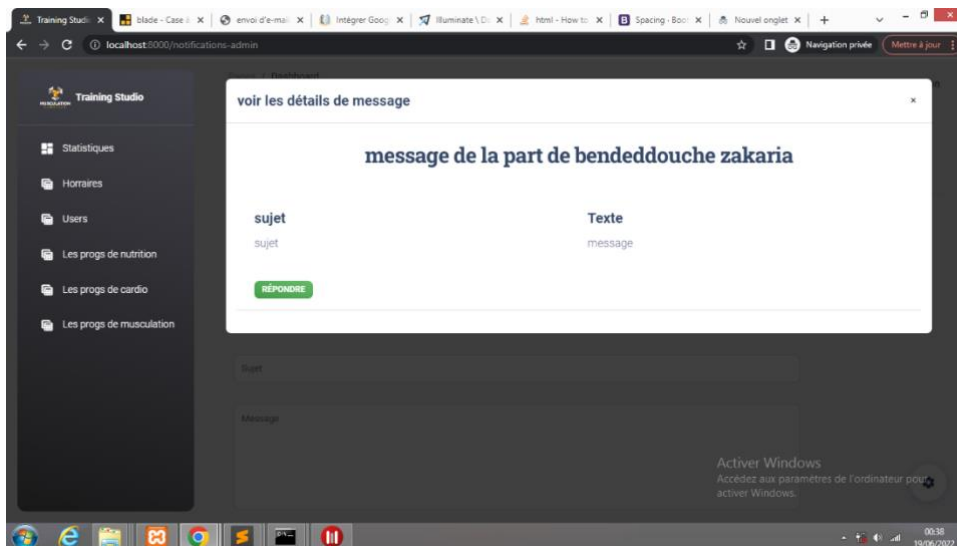 Training Studi
blade - Case à
envoi d'e-mai
Intégrer Goog
Illuminate \ D
html - How to
Spacing · Boo
Nouvel onglet
localhost:8000/notifications-admin
Navigation privée
Mettre à jour
Training Studio
Dashboard
voir les détails de message
×
message de la part de bendeddouche zakaria
Statistiques
Horraires
Users
Les progs de nutrition
Les progs de cardio
Les progs de musculation
sujet
Texte
sujet
message
RÉPONDRE
Sujet
Message
Activer Windows
Accédez aux paramètres de l'ordinateur pour
activer Windows.
00:38
19/06/2022